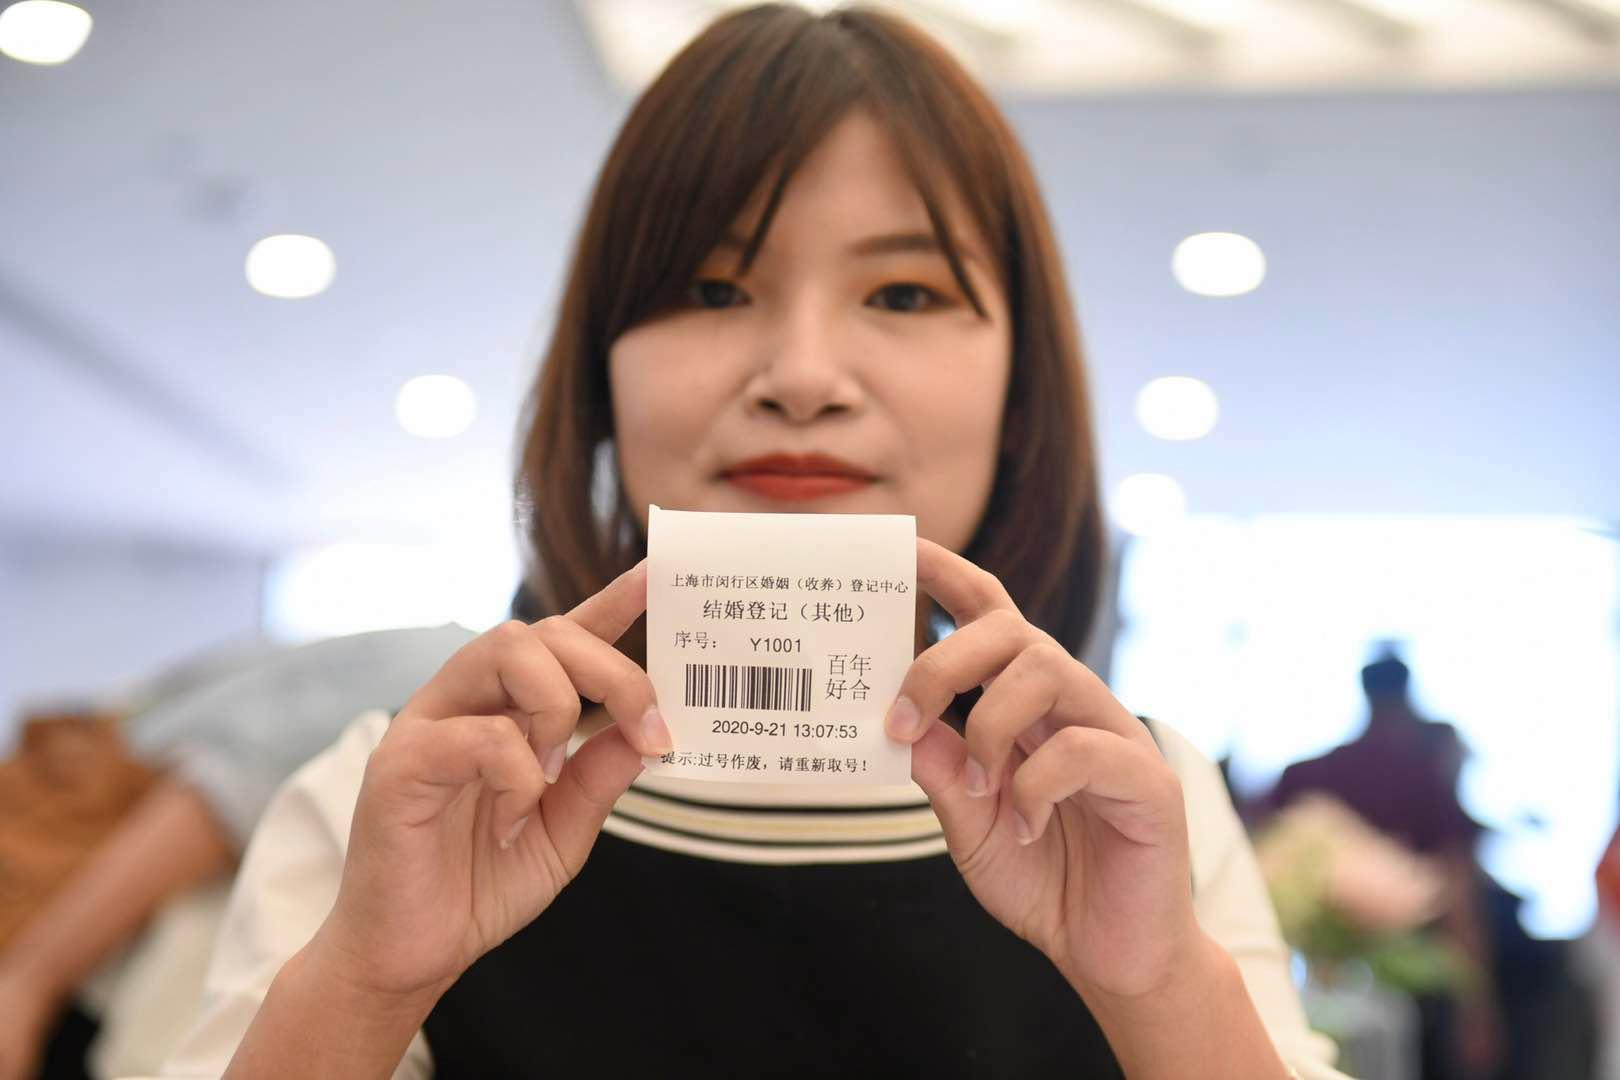 上海市闵行区婚姻（收养）登记中心
结婚登记（其他）
序号： Y1001
百年
好合
2020-9-21 13:07:53
提示:过号作废，请重新取号！